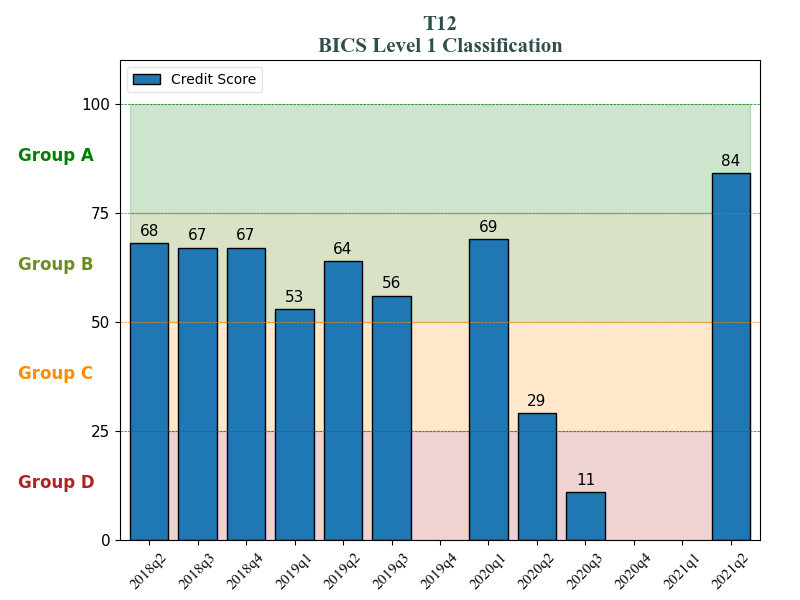 T12
BICS Level 1 Classification
Credit Score
100
Group A
84
75
68
67
67
69
64
Group B
56
53
50
Group C
29
25
11
Group D
0
2018q2
2018q3
2018q4
2019q1
2019q2
2019q3
2019q4
2020q1
2020q2
2020q3
2020q4
2021q1
2021q2